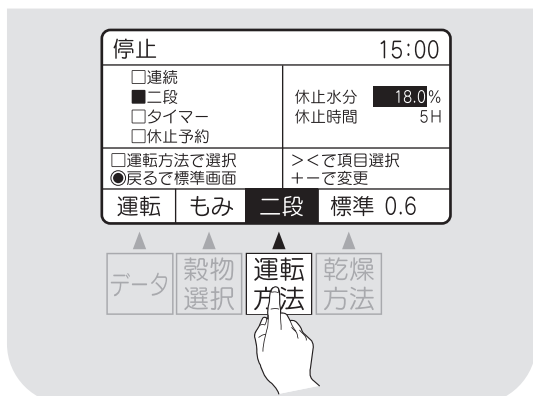 停止 15:00
□連続
■二段
□タイマー
□休止予約
休止水分 18.0%
休止時間 5H
□運転方法で選択
◉戻るで標準画面
><で項目選択
+-で変更
運転 もみ 二段 標準 0.6
データ
穀物
選択
運転
方法
乾燥
方法